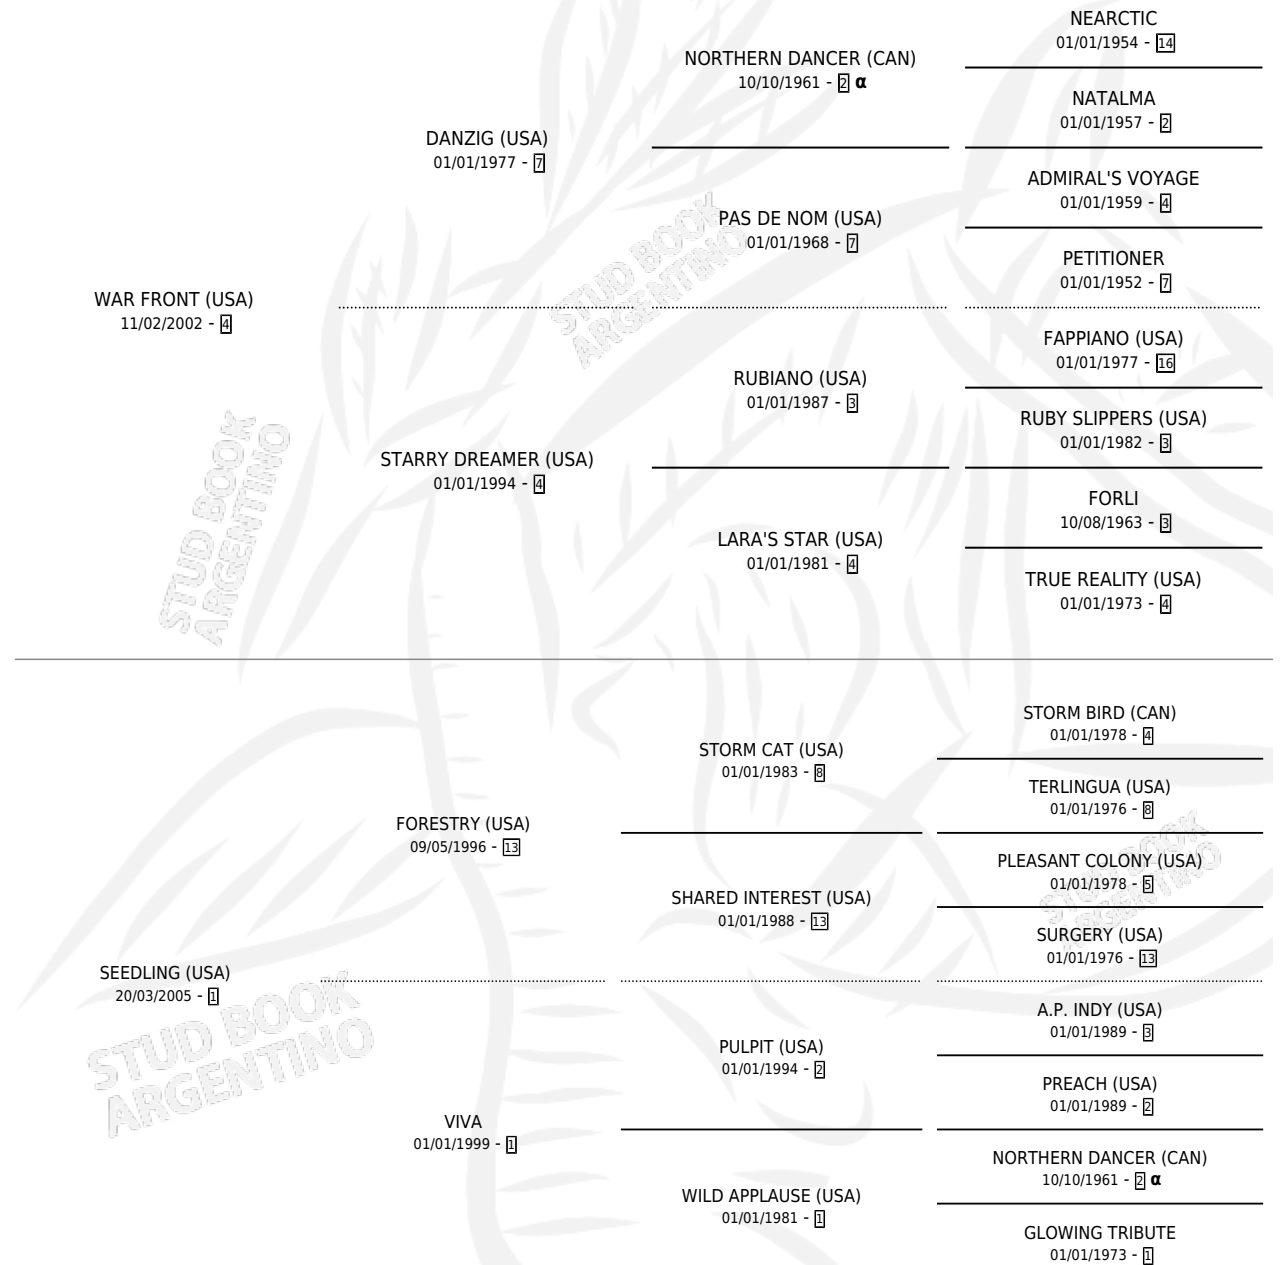 NEARCTIC
01/01/1954 - 14
NORTHERN DANCER (CAN)
10/10/1961 - 2 α
NATALMA
01/01/1957 - 2
DANZIG (USA)
01/01/1977 - 7
ADMIRAL'S VOYAGE
01/01/1959 - 4
PAS DE NOM (USA)
01/01/1968 - 7
PETITIONER
01/01/1952 - 7
WAR FRONT (USA)
11/02/2002 - 4
FAPPIANO (USA)
01/01/1977 - 16
RUBIANO (USA)
01/01/1987 - 3
RUBY SLIPPERS (USA)
01/01/1982 - 3
STARRY DREAMER (USA)
01/01/1994 - 4
FORLI
10/08/1963 - 3
LARA'S STAR (USA)
01/01/1981 - 4
TRUE REALITY (USA)
01/01/1973 - 4
STORM BIRD (CAN)
01/01/1978 - 4
STORM CAT (USA)
01/01/1983 - 8
TERLINGUA (USA)
01/01/1976 - 8
FORESTRY (USA)
09/05/1996 - 13
PLEASANT COLONY (USA)
01/01/1978 - 5
SHARED INTEREST (USA)
01/01/1988 - 13
SURGERY (USA)
01/01/1976 - 13
SEEDLING (USA)
20/03/2005 - 1
A.P. INDY (USA)
01/01/1989 - 3
PULPIT (USA)
01/01/1994 - 2
PREACH (USA)
01/01/1989 - 2
VIVA
01/01/1999 - 1
NORTHERN DANCER (CAN)
10/10/1961 - 2 α
WILD APPLAUSE (USA)
01/01/1981 - 1
GLOWING TRIBUTE
01/01/1973 - 1
STUD BOOK
ARGENTINO
STUD BOOK
ARGENTINO
STUD BOOK
ARGENTINO
STUD BOOK
ARGENTINO